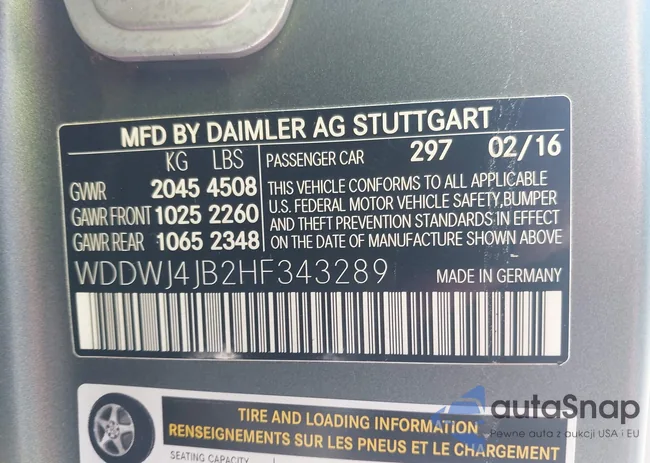 MFD BY DAIMLER AG STUTTGART
KG LBS
GVWR 2045 4508
GAWR FRONT 1025 2260
GAWR REAR 1065 2348
PASSENGER CAR 297 02/16
THIS VEHICLE CONFORMS TO ALL APPLICABLE
U.S. FEDERAL MOTOR VEHICLE SAFETY,BUMPER
AND THEFT PREVENTION STANDARDS IN EFFECT
ON THE DATE OF MANUFACTURE SHOWN ABOVE
WDDWJ4JB2HF343289
MADE IN GERMANY
TIRE AND LOADING INFORMATION
RENSEIGNEMENTS SUR LES PNEUS ET LE CHARGEMENT
SEATING CAPACITY
autaSnap
Pewne auta z aukcji USA i EU